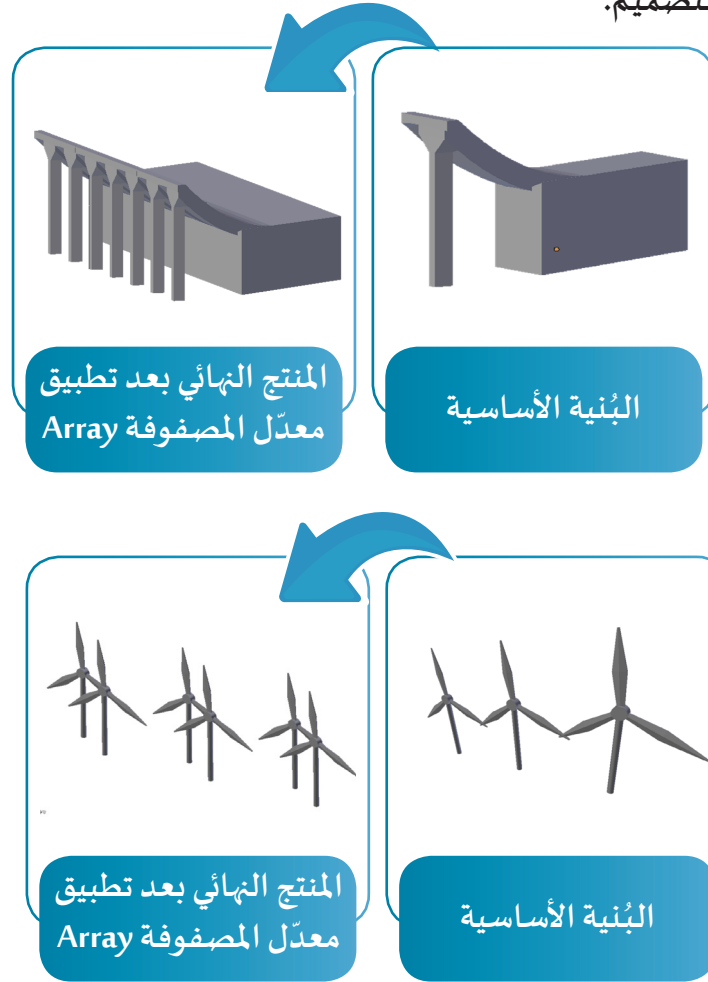 التصميم.
البُنية الأساسية
المنتج النهائي بعد تطبيق
معدّل المصفوفة Array
البُنية الأساسية
المنتج النهائي بعد تطبيق
معدّل المصفوفة Array